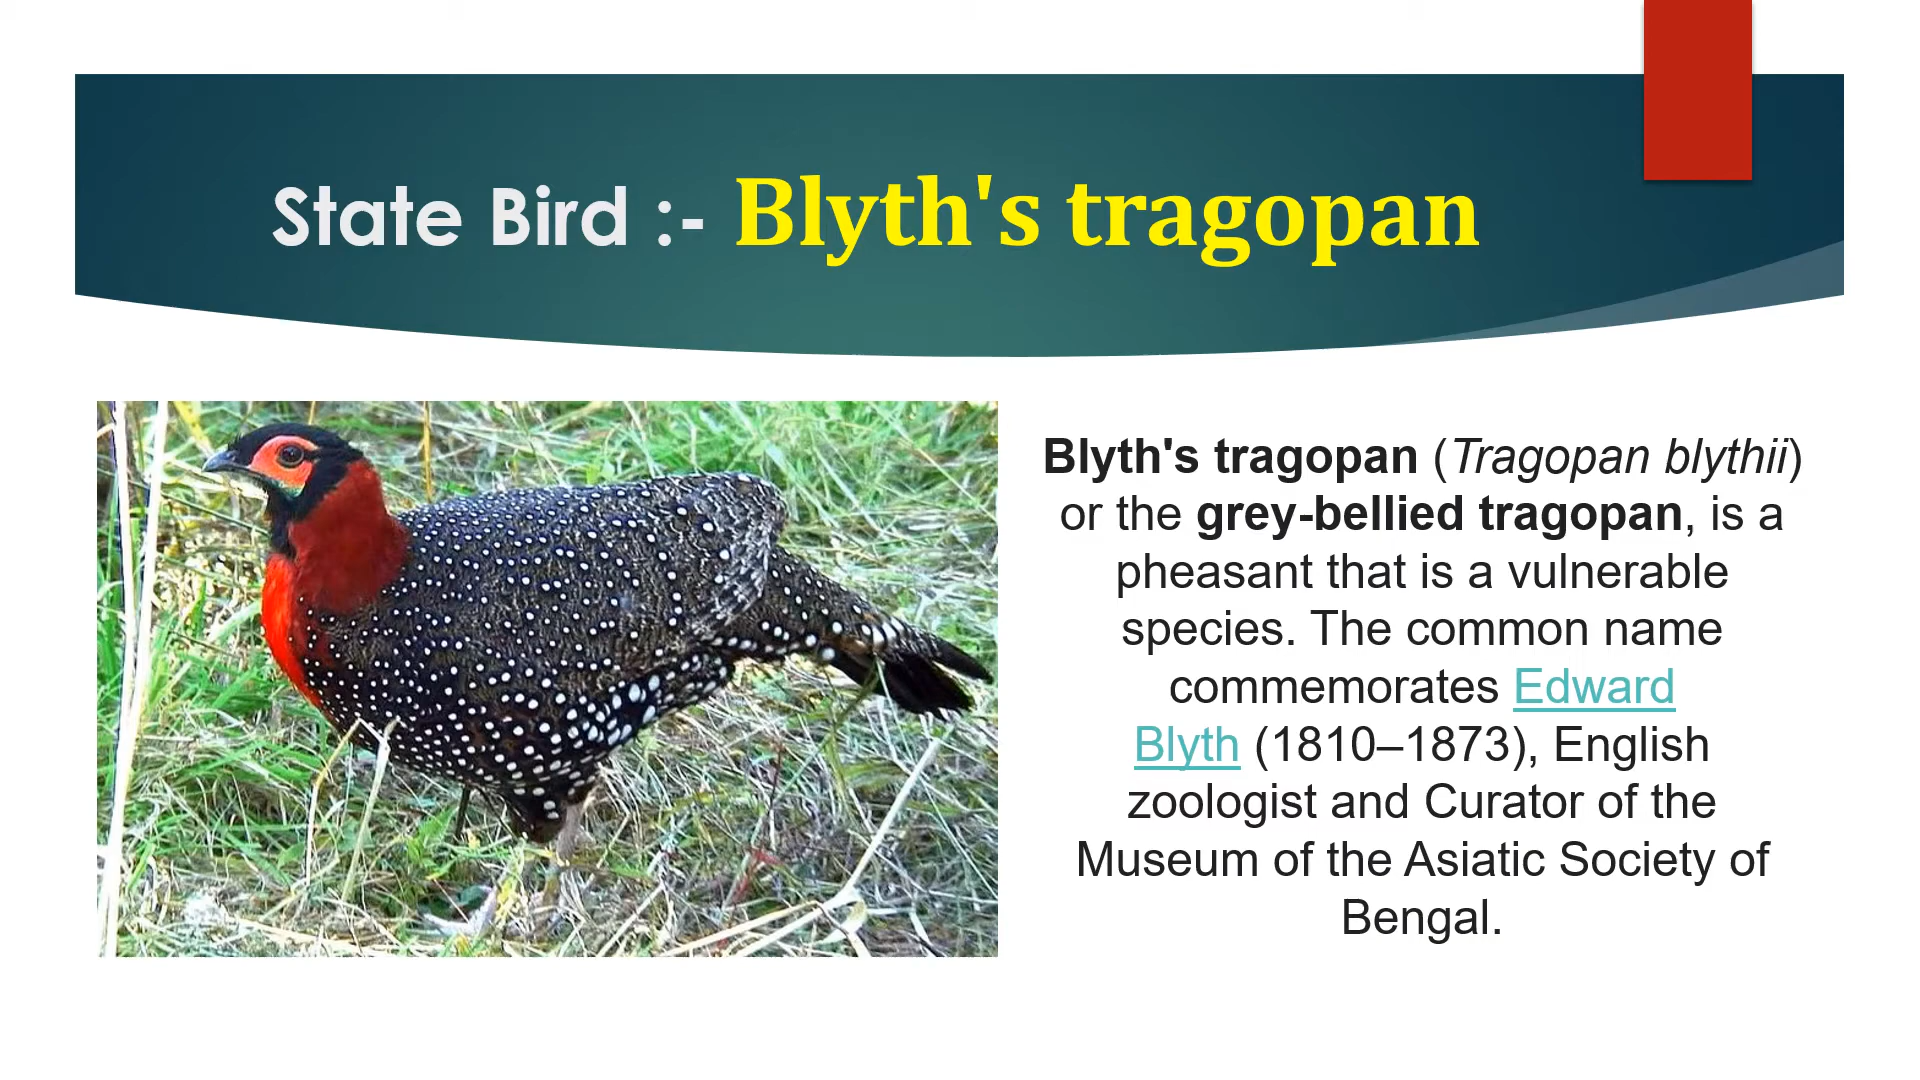 State Bird :- Blyth's tragopan
Blyth's tragopan (Tragopan blythii)
or the grey-bellied tragopan, is a
pheasant that is a vulnerable
species. The common name
commemorates Edward
Blyth (1810–1873), English
zoologist and Curator of the
Museum of the Asiatic Society of
Bengal.